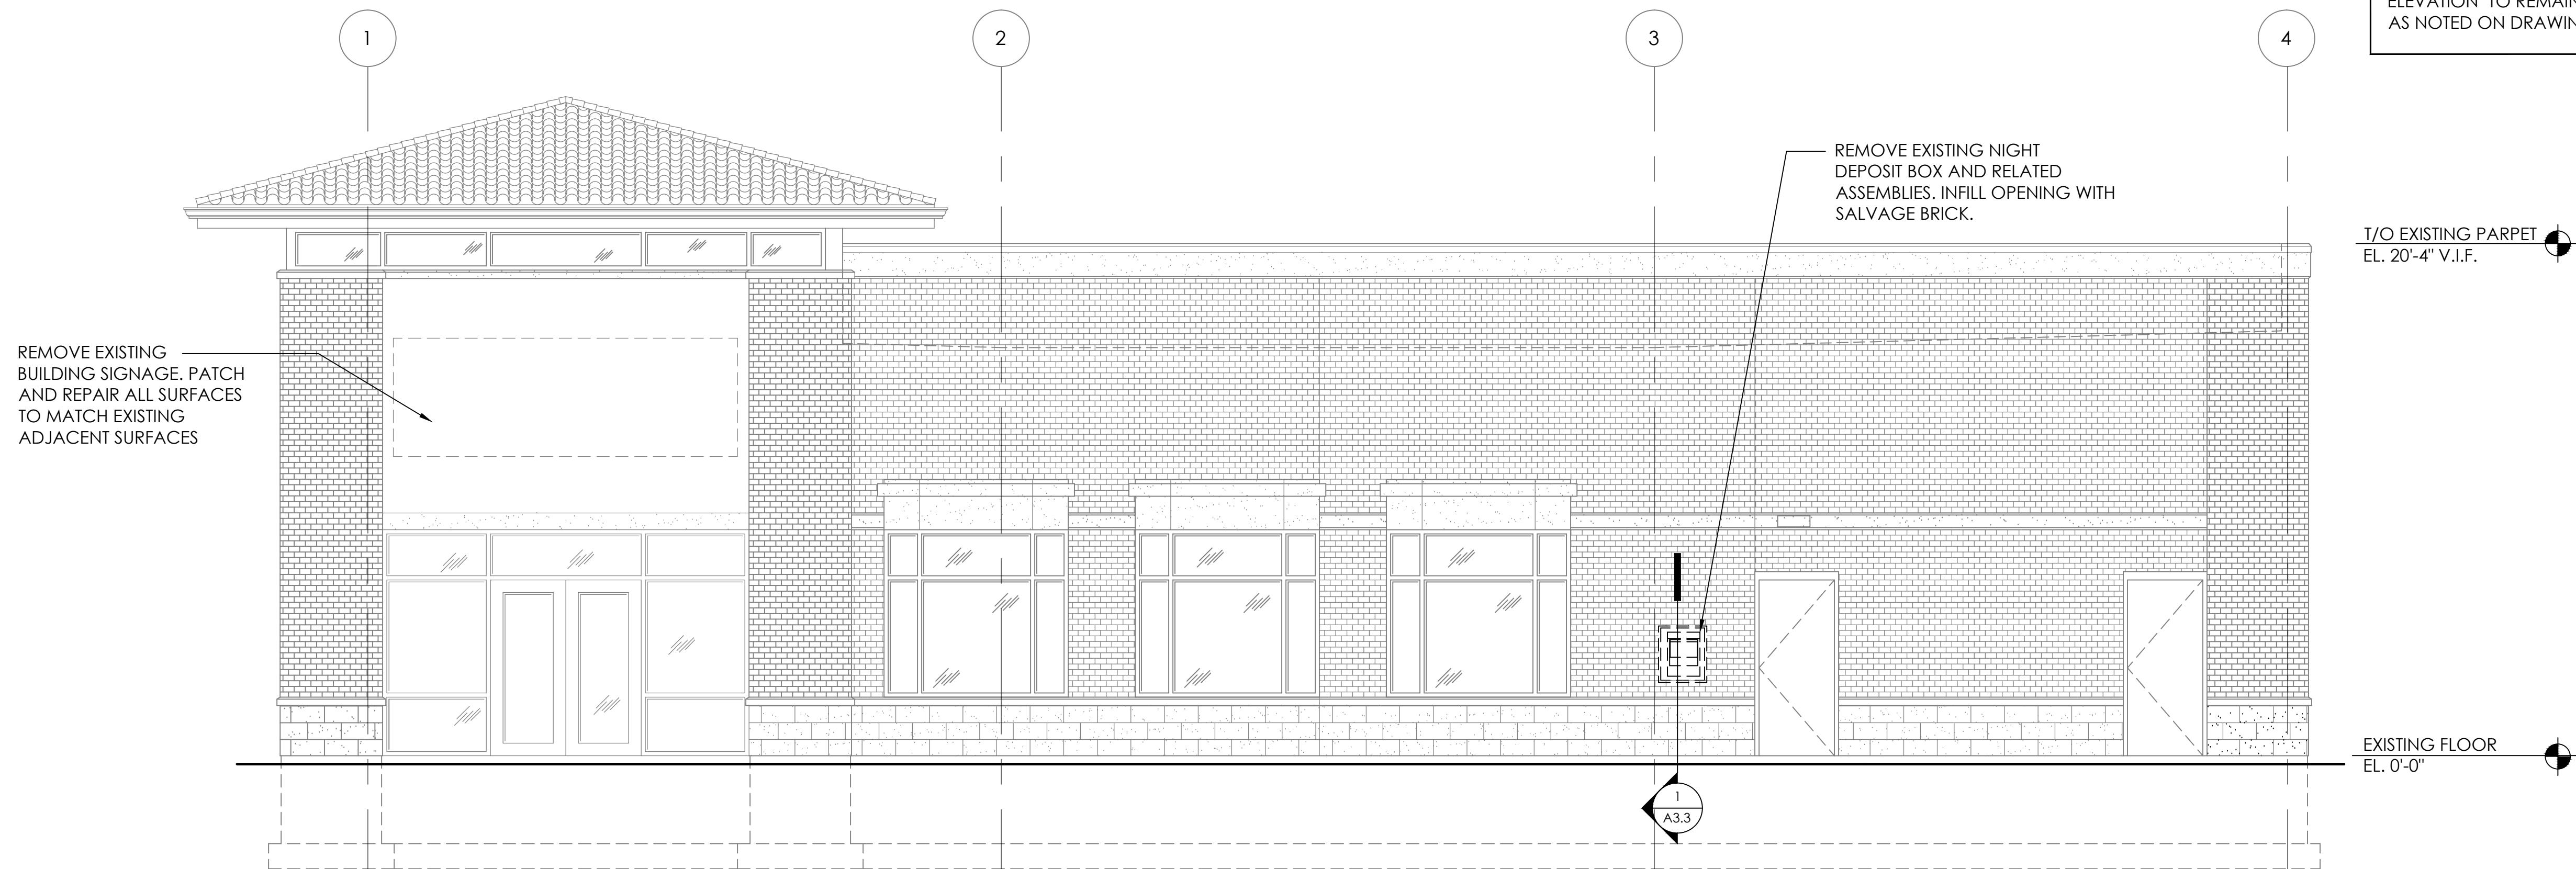 1
2
3
4
ELEVATION TO REMAIN
AS NOTED ON
REMOVE EXISTING NIGHT
DEPOSIT BOX AND RELATED
ASSEMBLIES. INFILL OPENING WITH
SALVAGE BRICK.
T/O EXISTING PARPET
EL. 20'-4" V.I.F.
REMOVE EXISTING
BUILDING SIGNAGE. PATCH
AND REPAIR ALL SURFACES
TO MATCH EXISTING
ADJACENT SURFACES
EXISTING FLOOR
EL. 0'-0"
1
A3.3